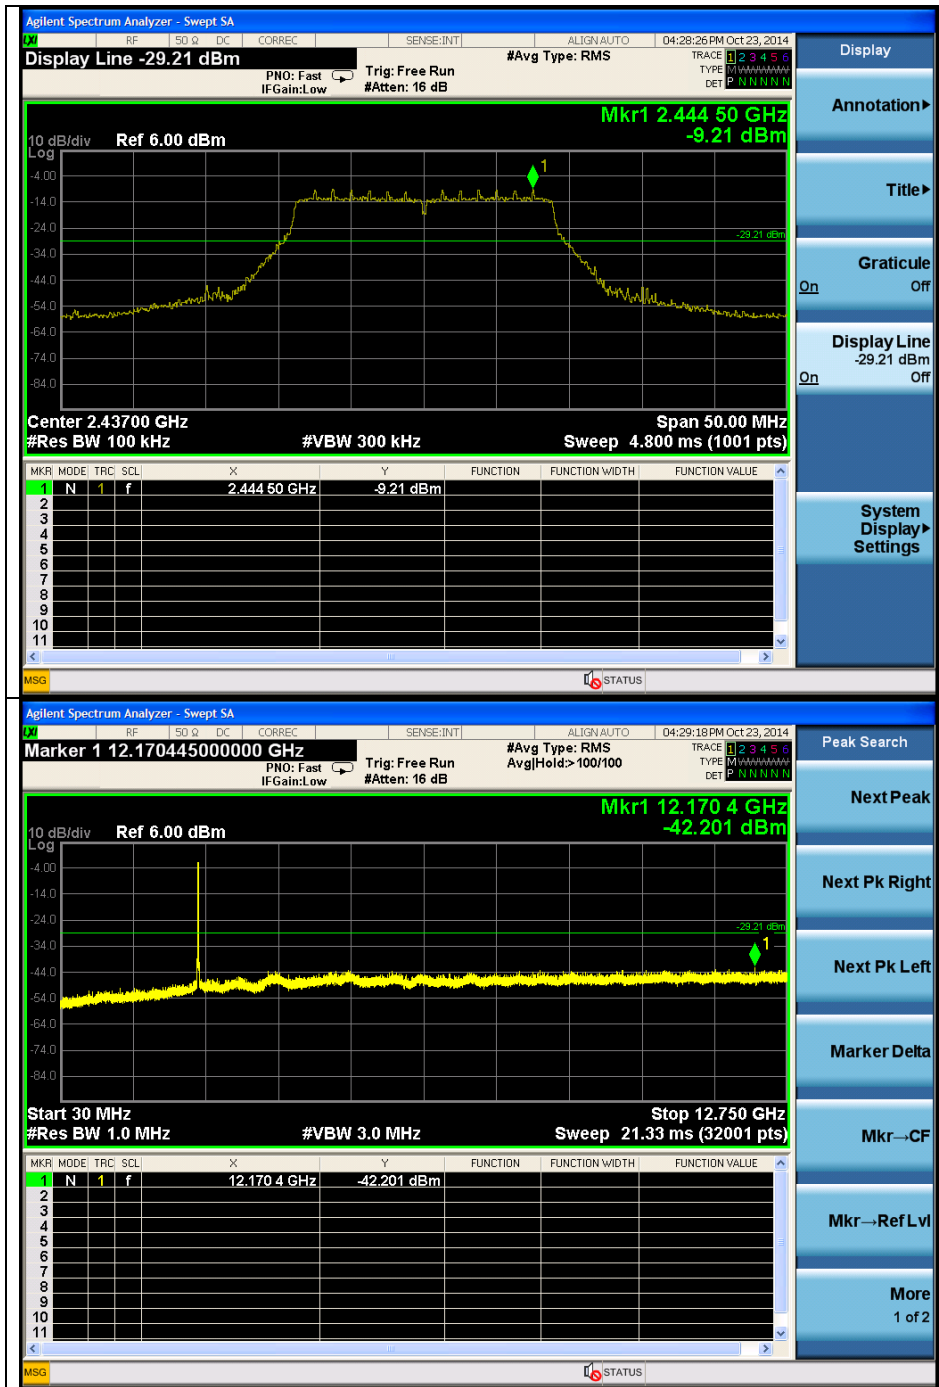 Agilent Spectrum Analyzer - Swept SA
LXI RF 50 Ω DC CORREC SENSE:INT ALIGN AUTO 04:28:26 PM Oct 23, 2014
Display Line -29.21 dBm
PNO: Fast
IFGain:Low
Trig: Free Run
#Atten: 16 dB
#Avg Type: RMS
TRACE 1 2 3 4 5 6
TYPE M WWWWW
DET P N N N N N
Mkr1 2.444 50 GHz
-9.21 dBm
10 dB/div Ref 6.00 dBm
Log
-4.00
1
-14.0
-24.0
-29.21 dBm
-34.0
-44.0
-54.0
-64.0
-74.0
-84.0
Center 2.43700 GHz Span 50.00 MHz
#Res BW 100 kHz #VBW 300 kHz Sweep 4.800 ms (1001 pts)
MKR MODE TRC SCL X Y FUNCTION FUNCTION WIDTH FUNCTION VALUE
1 N 1 f 2.444 50 GHz -9.21 dBm
2
3
4
5
6
7
8
9
10
11
MSG STATUS
Display
Annotation
Title
Graticule
On Off
Display Line
-29.21 dBm
On Off
System
Display
Settings
Agilent Spectrum Analyzer - Swept SA
LXI RF 50 Ω DC CORREC SENSE:INT ALIGN AUTO 04:29:18 PM Oct 23, 2014
Marker 1 12.170445000000 GHz
PNO: Fast
IFGain:Low
Trig: Free Run
#Atten: 16 dB
#Avg Type: RMS
Avg|Hold:>100/100
TRACE 1 2 3 4 5 6
TYPE M WWWWW
DET P N N N N N
Mkr1 12.170 4 GHz
-42.201 dBm
10 dB/div Ref 6.00 dBm
Log
-4.00
-14.0
-24.0
-29.21 dBm
-34.0
1
-44.0
-54.0
-64.0
-74.0
-84.0
Start 30 MHz Stop 12.750 GHz
#Res BW 1.0 MHz #VBW 3.0 MHz Sweep 21.33 ms (32001 pts)
MKR MODE TRC SCL X Y FUNCTION FUNCTION WIDTH FUNCTION VALUE
1 N 1 f 12.170 4 GHz -42.201 dBm
2
3
4
5
6
7
8
9
10
11
MSG STATUS
Peak Search
Next Peak
Next Pk Right
Next Pk Left
Marker Delta
Mkr→CF
Mkr→Ref Lvl
More
1 of 2